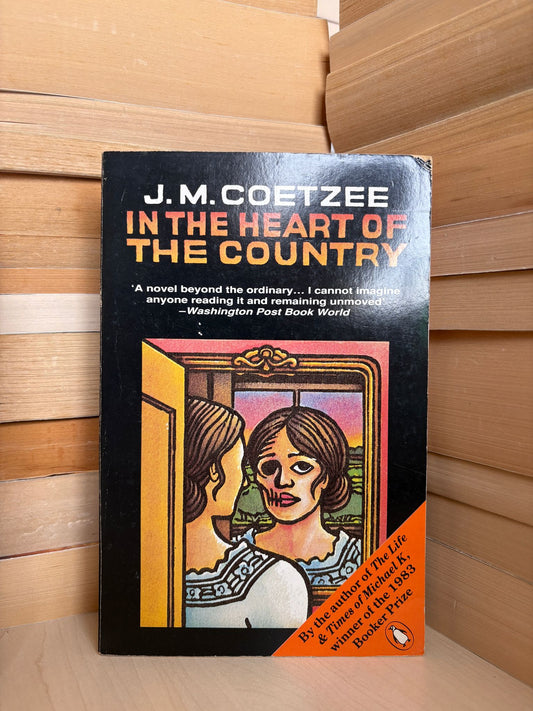 J. M. COETZEE
IN THE HEART OF
THE COUNTRY
'A novel beyond the ordinary... I cannot imagine
anyone reading it and remaining unmoved'
–Washington Post Book World
By the author of The Life
& Times of Michael K,
winner of the 1983
Booker Prize